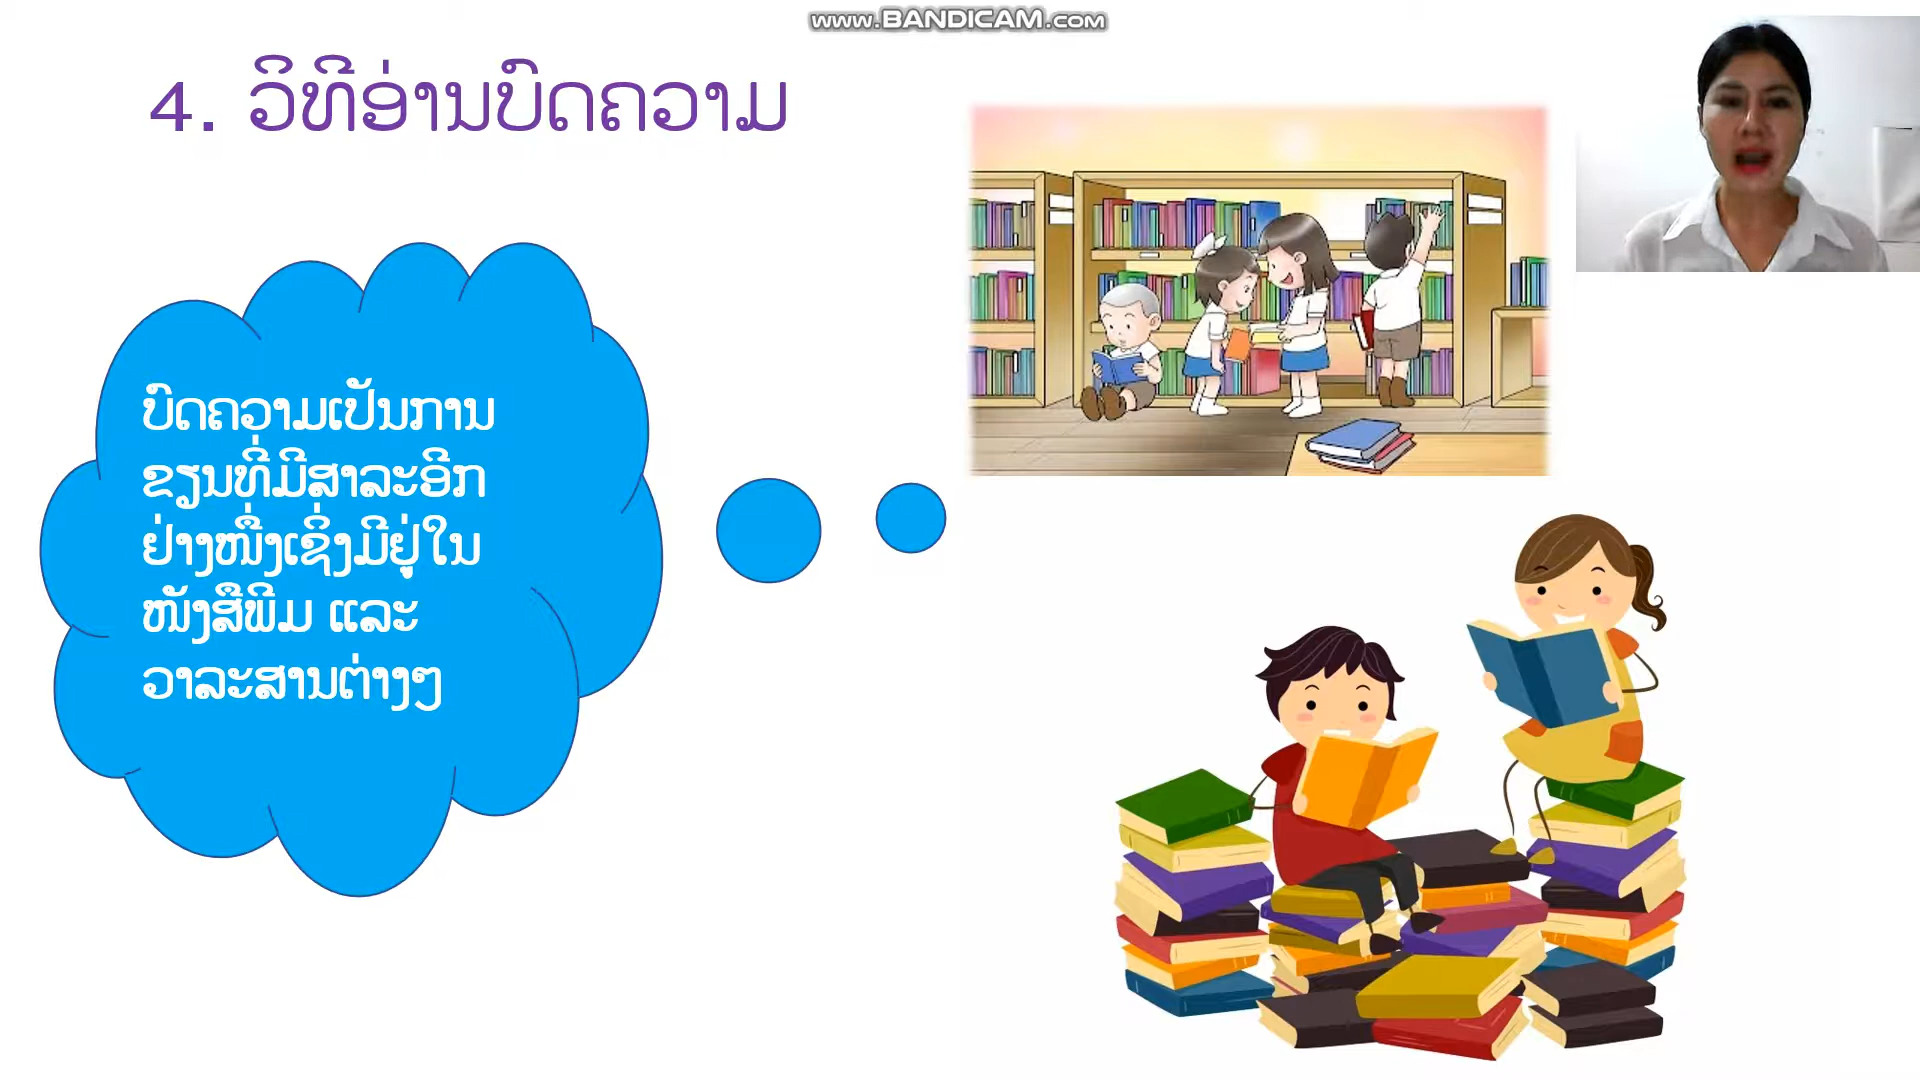 www.BANDICAM.com
4. ວິທີອ່ານບົດຄວາມ
ບົດຄວາມເປັນການ
ຂຽນທີ່ມີສາລະອີກ
ຢ່າງໜຶ່ງເຊິ່ງມີຢູ່ໃນ
ໜັງສືພິມ ແລະ
ວາລະສານຕ່າງໆ